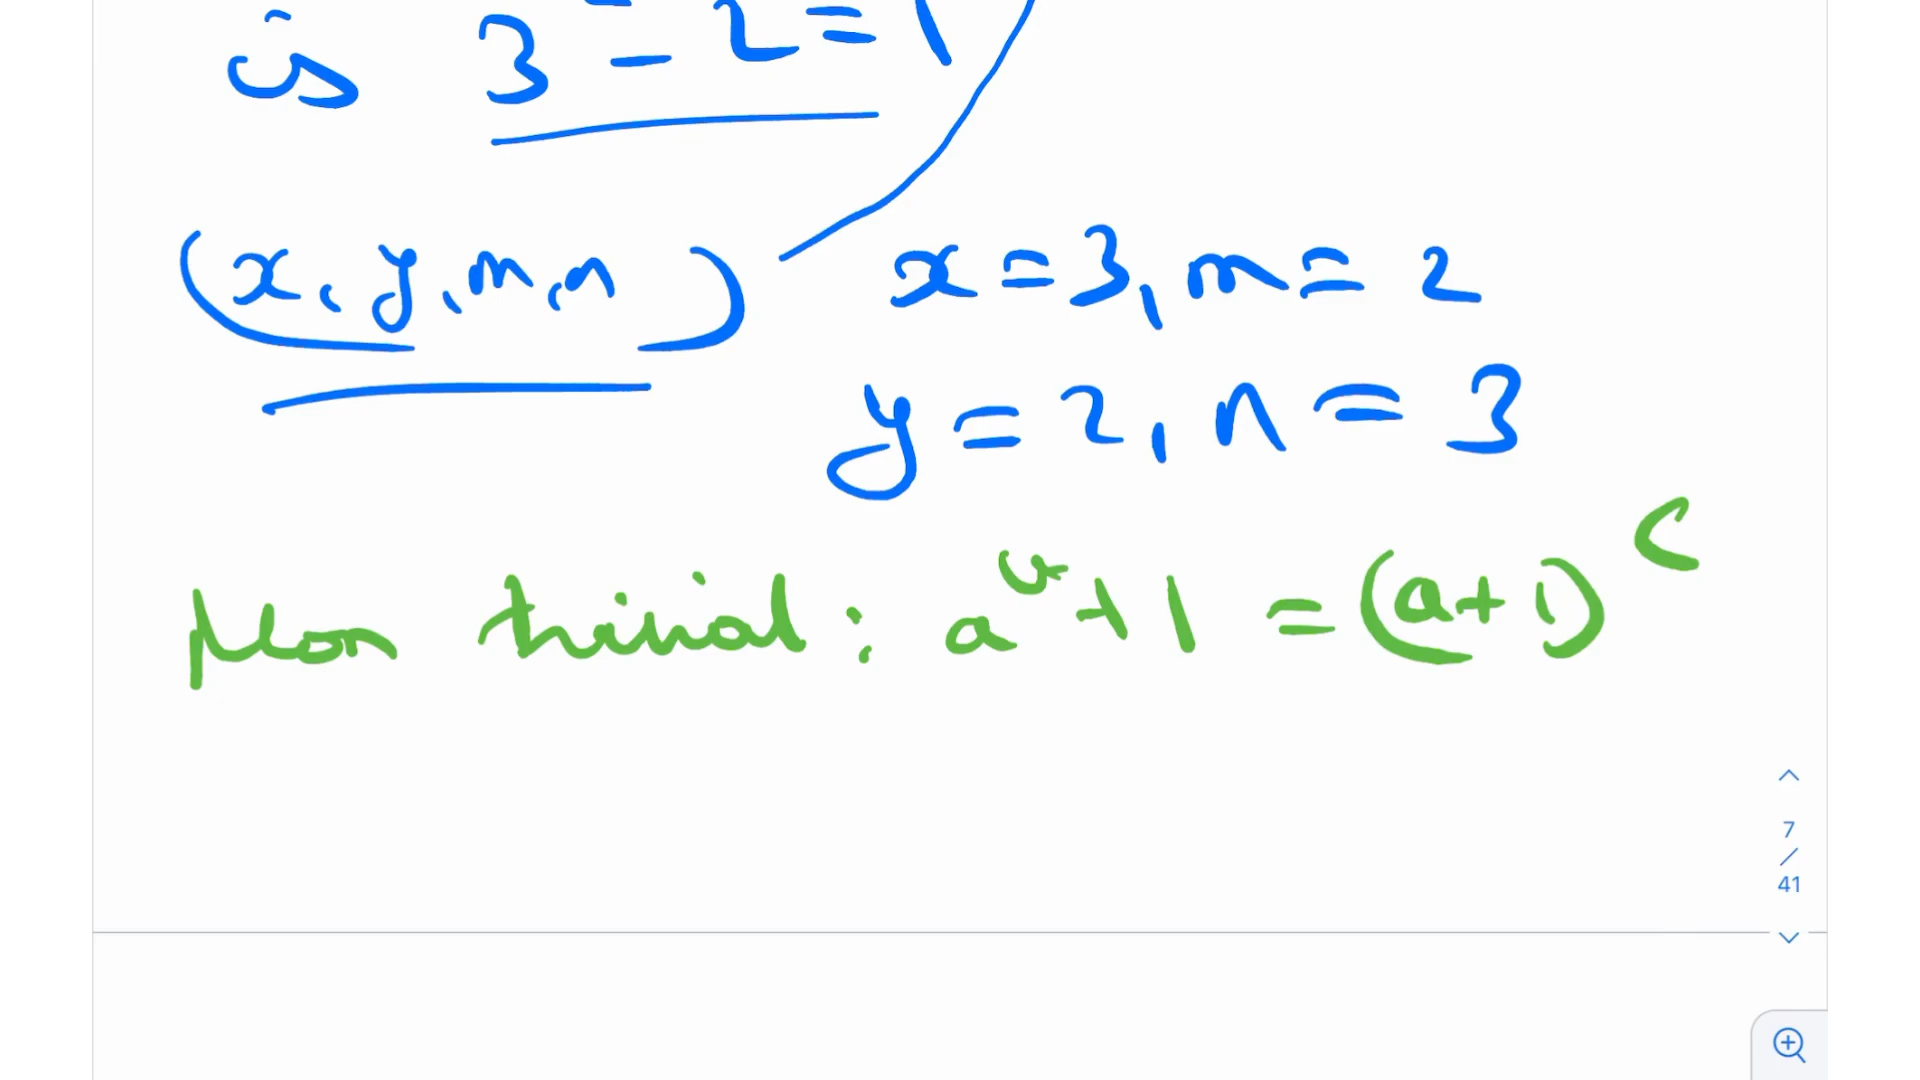 is 3 - 2 = 1
(x, y, m, n) x = 3, m = 2
y = 2, n = 3
Non trivial: a^b + 1 = (a+1)^c
7
/
41